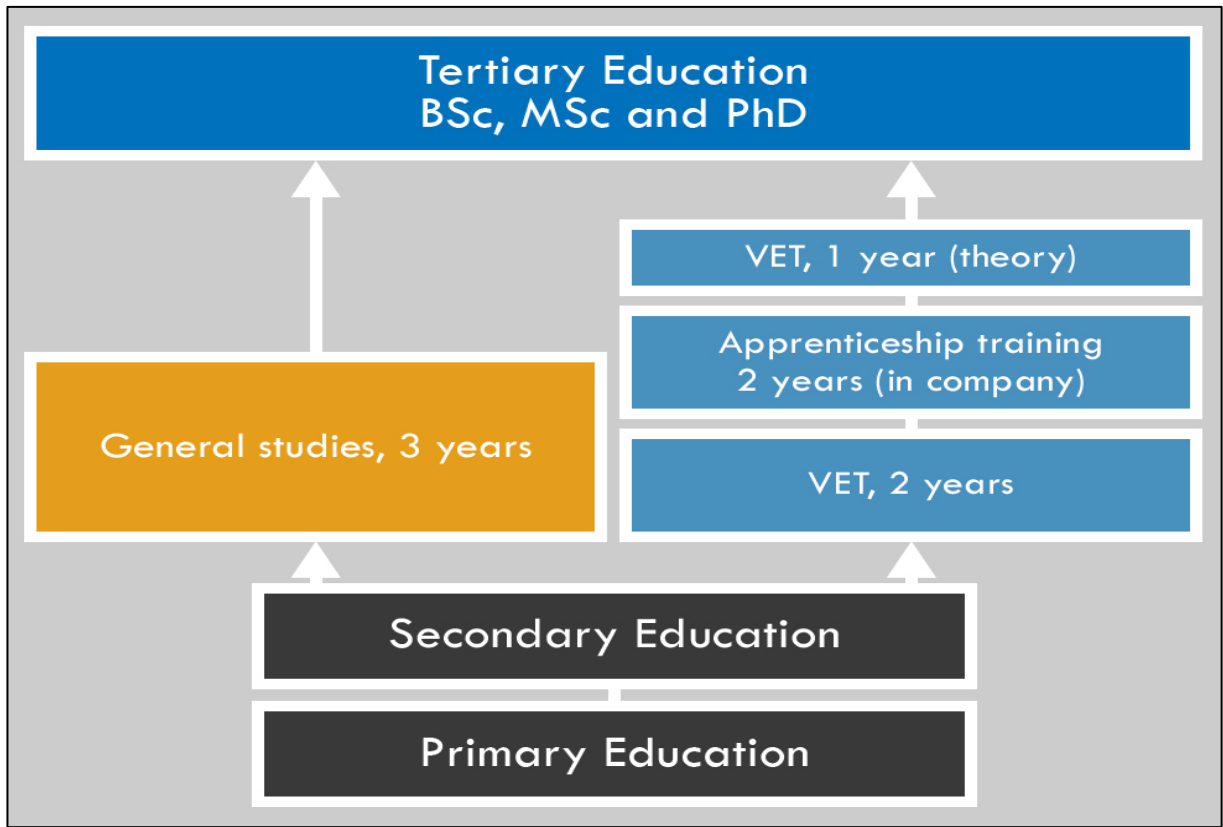 Tertiary Education
BSc, MSc and PhD
VET, 1 year (theory)
Apprenticeship training
2 years (in company)
General studies, 3 years
VET, 2 years
Secondary Education
Primary Education